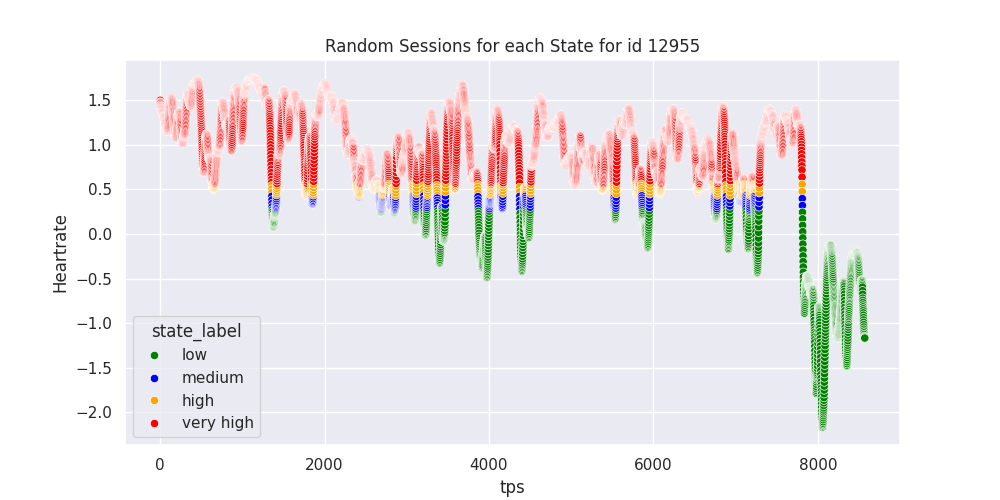 Random Sessions for each State for id 12955
Heartrate
1.5
1.0
0.5
0.0
−0.5
−1.0
−1.5
−2.0
state_label
low
medium
high
very high
0
2000
4000
6000
8000
tps